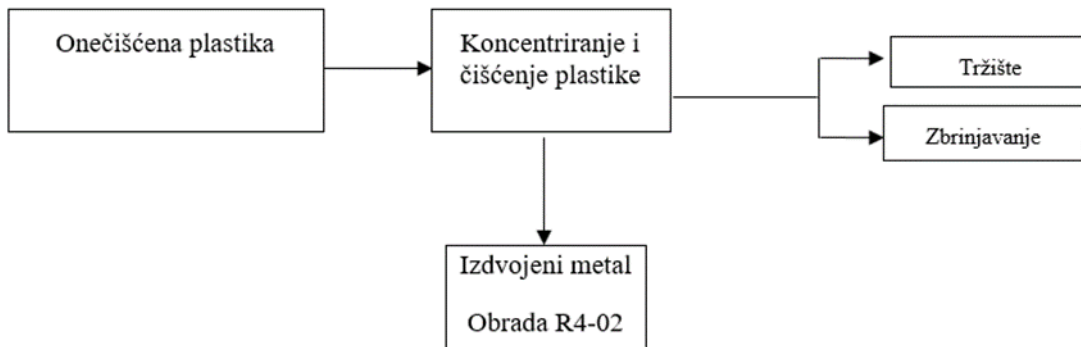 Onečišćena plastika
Koncentriranje i
čišćenje plastike
Tržište
Zbrinjavanje
Izdvojeni metal
Obrada R4-02